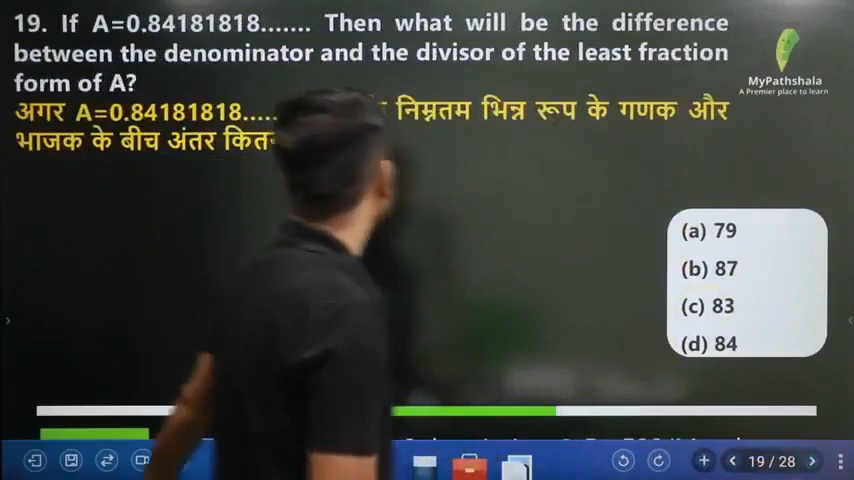 19. If A=0.84181818....... Then what will be the difference
between the denominator and the divisor of the least fraction
form of A?
अगर A=0.84181818..... निम्नतम भिन्न रूप के गणक और
भाजक के बीच अंतर
MyPathshala
A Premier place to learn
(a) 79
(b) 87
(c) 83
(d) 84
19 / 28